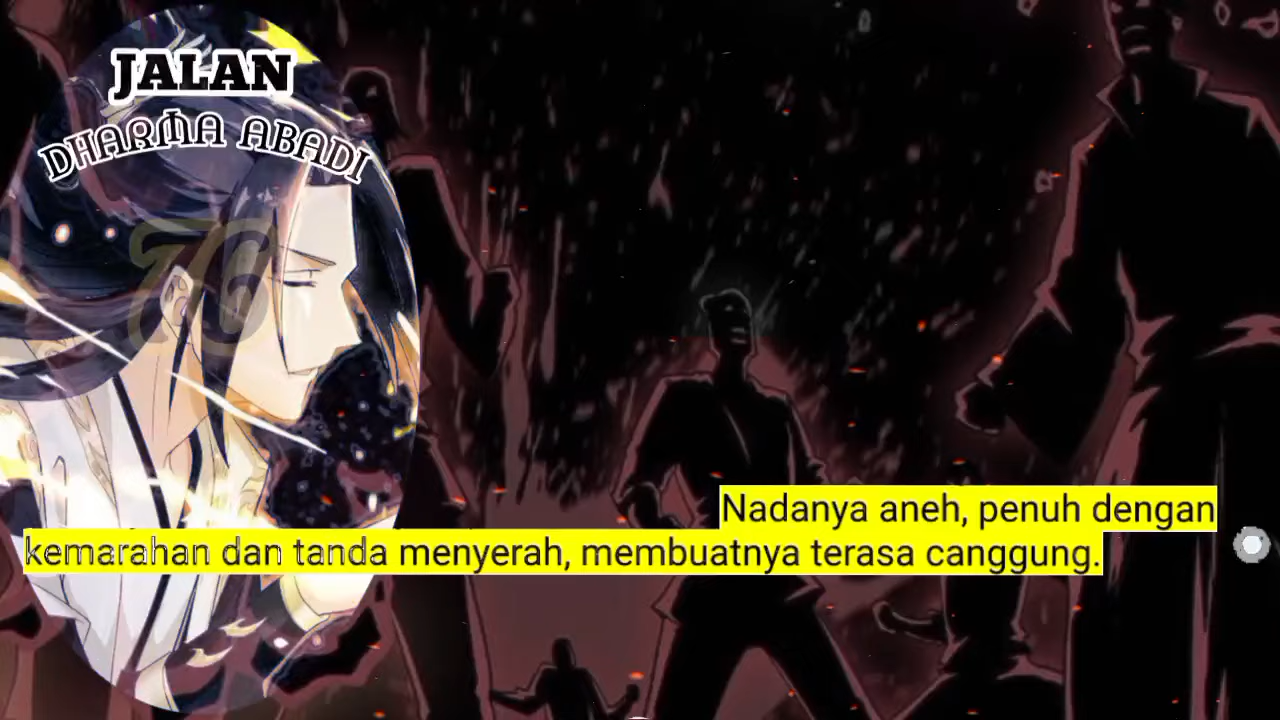 JALAN
DHARMA ABADI
Nadanya aneh, penuh dengan
kemarahan dan tanda menyerah, membuatnya terasa canggung.